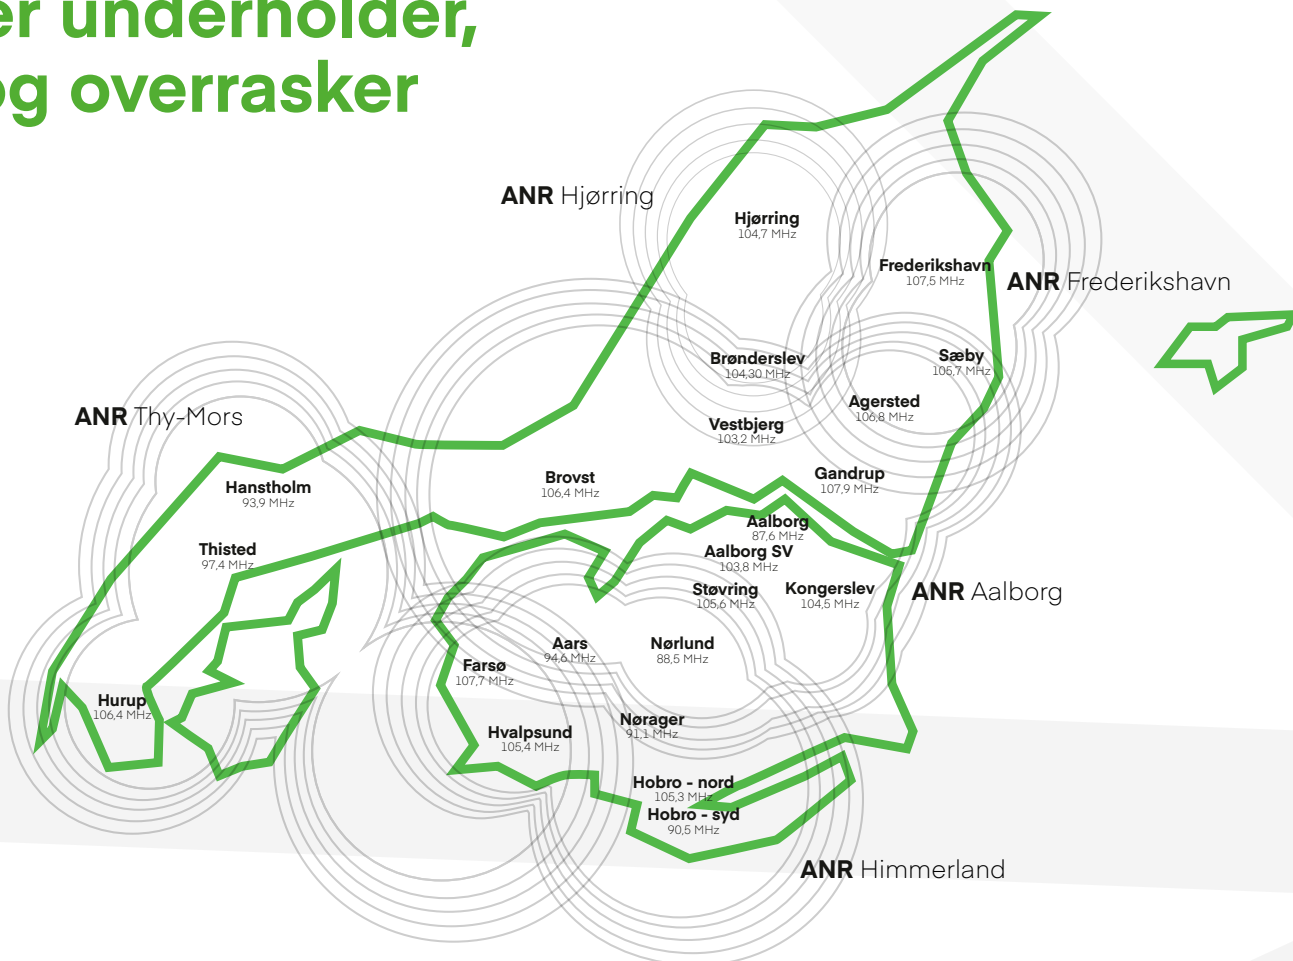 er underholder,
og overrasker
ANR Hjørring
Hjørring
104,7 MHz
Frederikshavn
107,5 MHz
ANR Frederikshavn
Brønderslev
104,30 MHz
Sæby
105,7 MHz
Agersted
106,8 MHz
ANR Thy-Mors
Vestbjerg
103,2 MHz
Hanstholm
93,9 MHz
Brovst
106,4 MHz
Gandrup
107,9 MHz
Thisted
97,4 MHz
Aalborg
87,6 MHz
Aalborg SV
103,8 MHz
Støvring
105,6 MHz
Kongerslev
104,5 MHz
ANR Aalborg
Aars
94,6 MHz
Nørlund
88,5 MHz
Farsø
107,7 MHz
Hurup
106,4 MHz
Hvalpsund
105,4 MHz
Nørager
91,1 MHz
Hobro - nord
105,3 MHz
Hobro - syd
90,5 MHz
ANR Himmerland